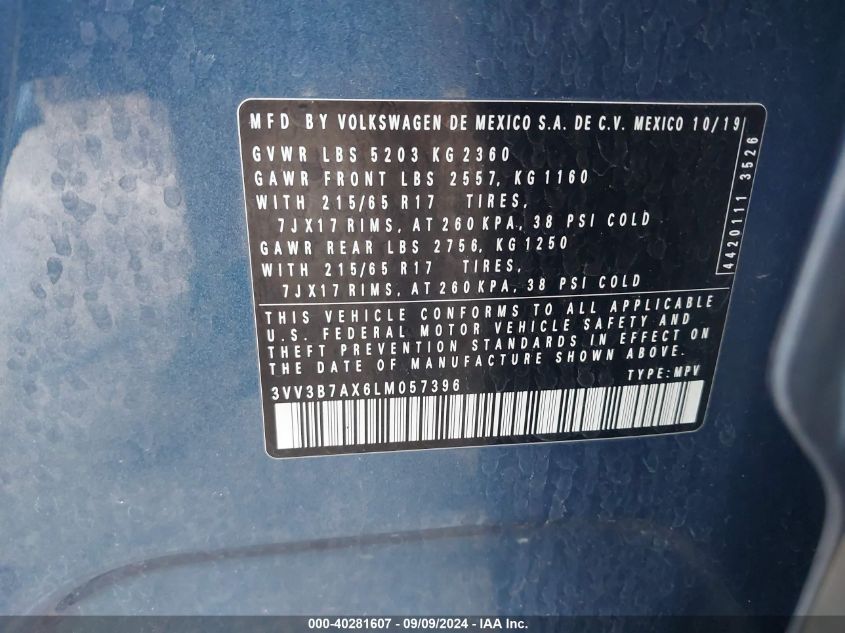 MFD BY VOLKSWAGEN DE MEXICO S.A. DE C.V. MEXICO 10/19
GVWR LBS 5203 KG 2360
GAWR FRONT LBS 2557, KG 1160
WITH 215/65 R17 TIRES,
7JX17 RIMS, AT 260 KPA, 38 PSI COLD
GAWR REAR LBS 2756, KG 1250
WITH 215/65 R17 TIRES,
7JX17 RIMS, AT 260 KPA, 38 PSI COLD
4420111 3526
THIS VEHICLE CONFORMS TO ALL APPLICABLE
U.S. FEDERAL MOTOR VEHICLE SAFETY AND
THEFT PREVENTION STANDARDS IN EFFECT ON
THE DATE OF MANUFACTURE SHOWN ABOVE.
3VV3B7AX6LM057396 TYPE: MPV
000-40281607 - 09/09/2024 - IAA Inc.